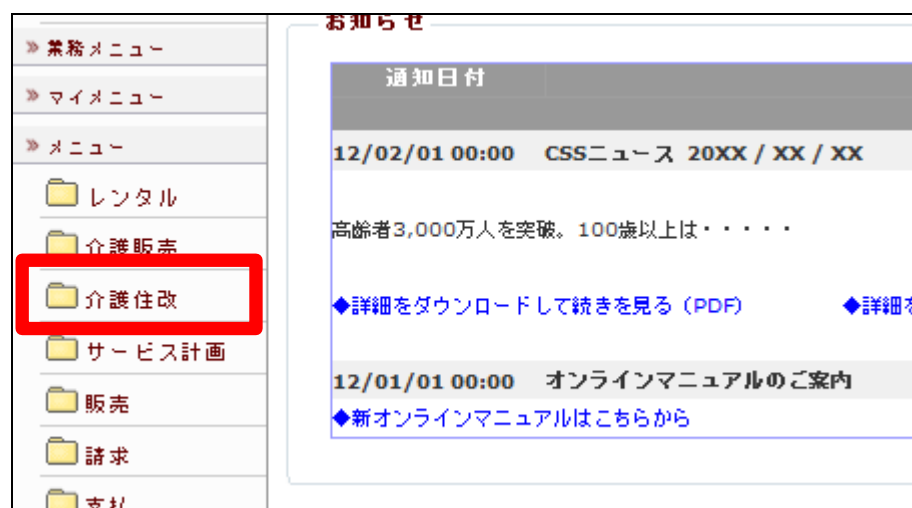 業務メニュー
マイメニュー
メニュー
レンタル
介護販売
介護住改
サービス計画
販売
請求
支払
お知らせ
通知日付
12/02/01 00:00 CSSニュース 20XX / XX / XX
高齢者3,000万人を突破。100歳以上は・・・・・
◆詳細をダウンロードして続きを見る（PDF） ◆詳細を
12/01/01 00:00 オンラインマニュアルのご案内
◆新オンラインマニュアルはこちらから